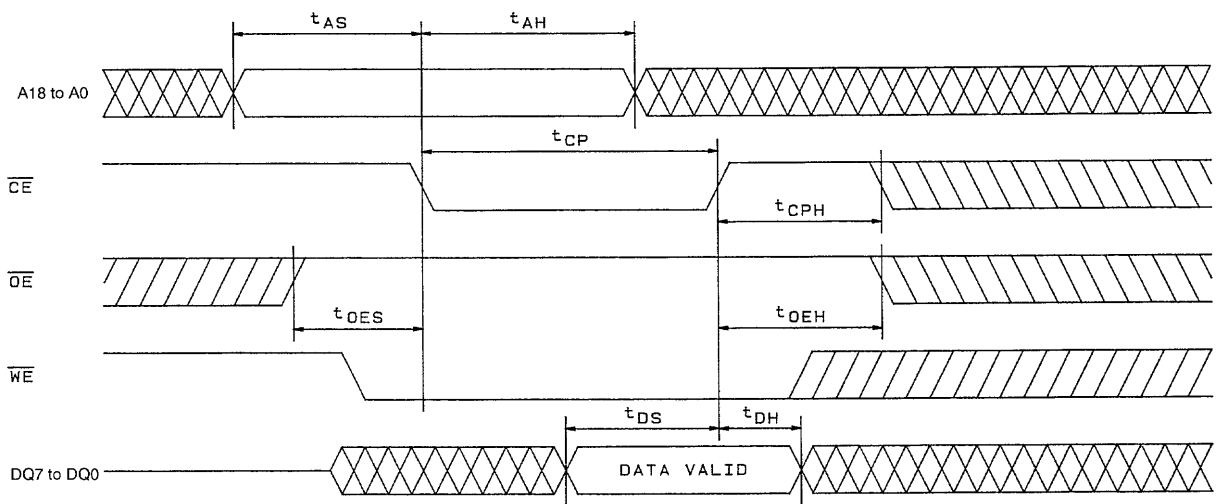 tAS tAH
A18 to A0
tCP
CE
tCPH
OE
tOES tOEH
WE
tDS tDH
DQ7 to DQ0 DATA VALID